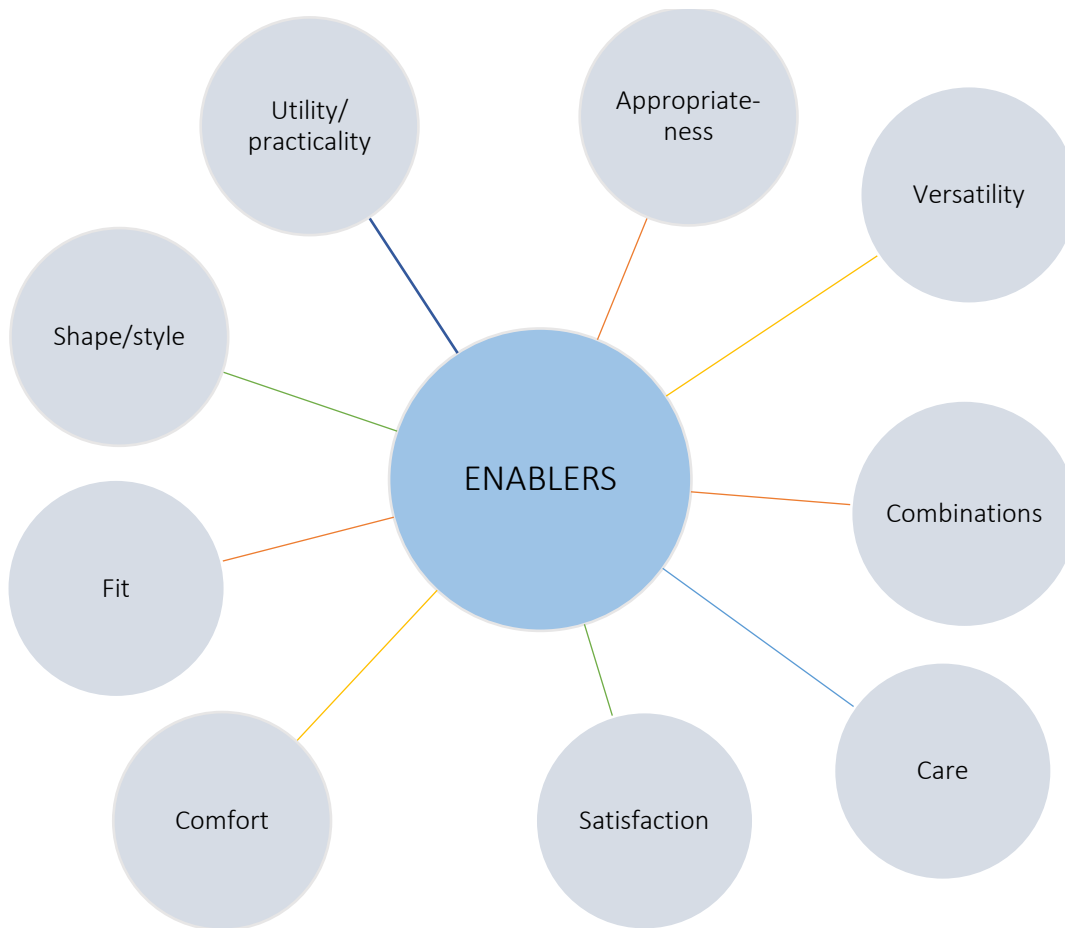 Utility/
practicality
Appropriate-
ness
Versatility
Shape/style
ENABLERS
Combinations
Fit
Care
Comfort
Satisfaction